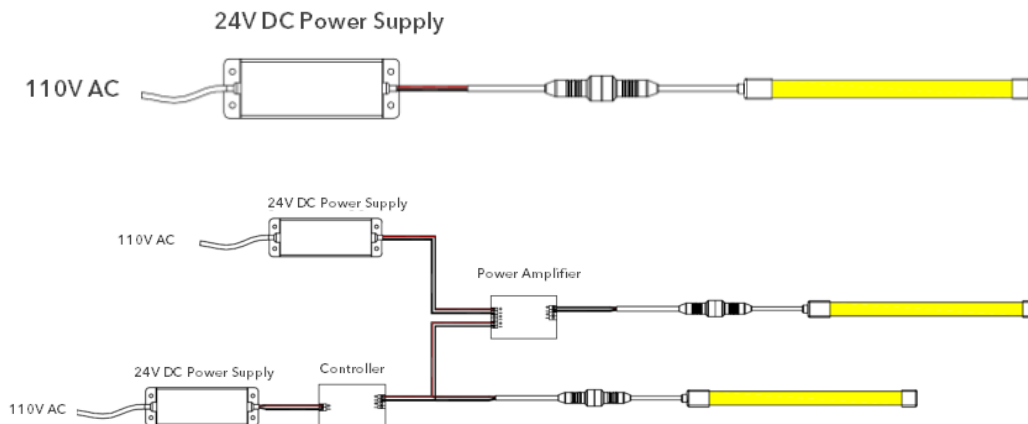 24V DC Power Supply
110V AC
24V DC Power Supply
110V AC
Power Amplifier
24V DC Power Supply
Controller
110V AC